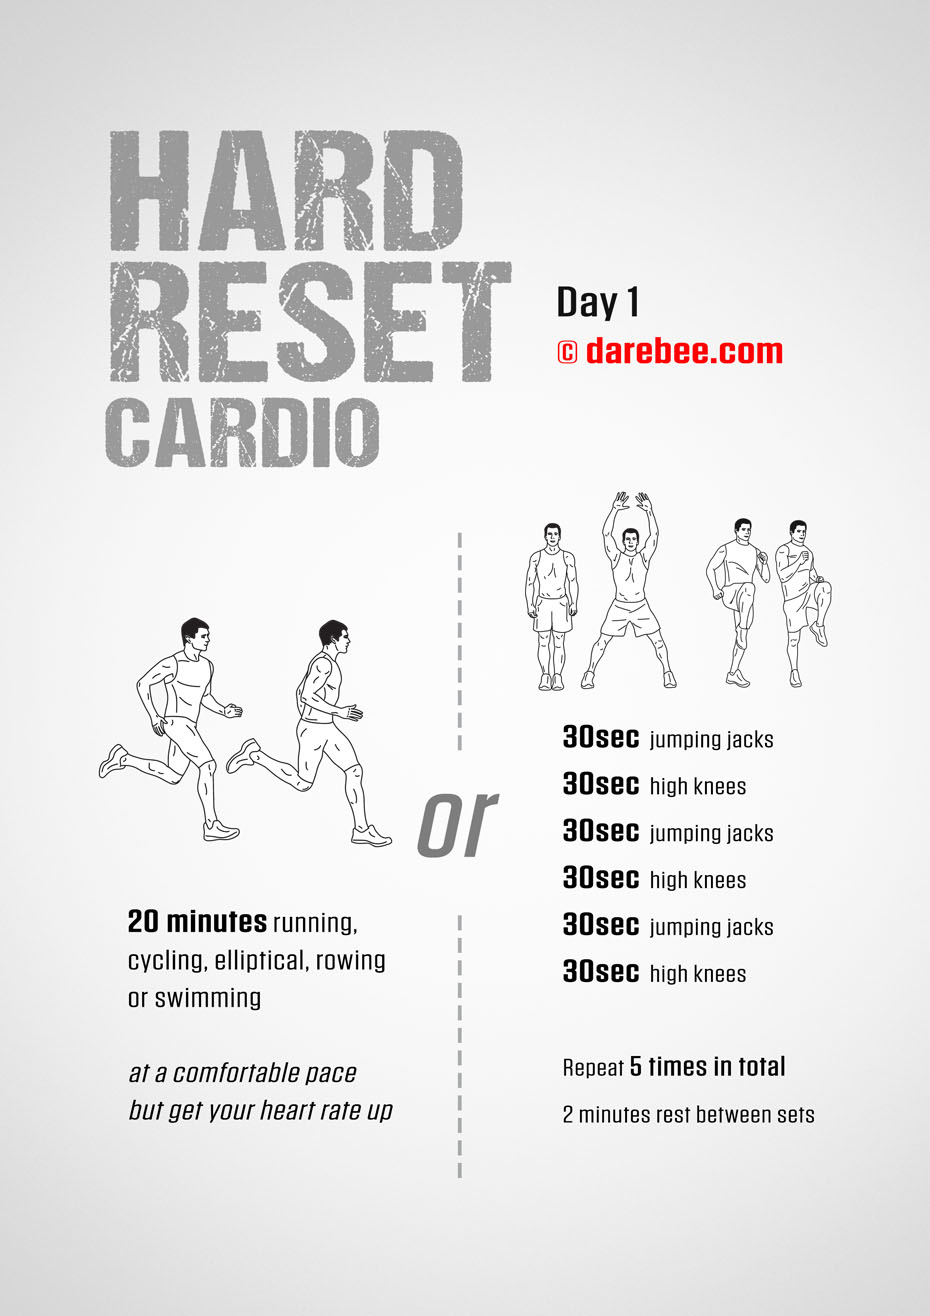 HARD
RESET
CARDIO
Day 1
© darebee.com
20 minutes running,
cycling, elliptical, rowing
or swimming
at a comfortable pace
but get your heart rate up
or
30sec jumping jacks
30sec high knees
30sec jumping jacks
30sec high knees
30sec jumping jacks
30sec high knees
Repeat 5 times in total
2 minutes rest between sets